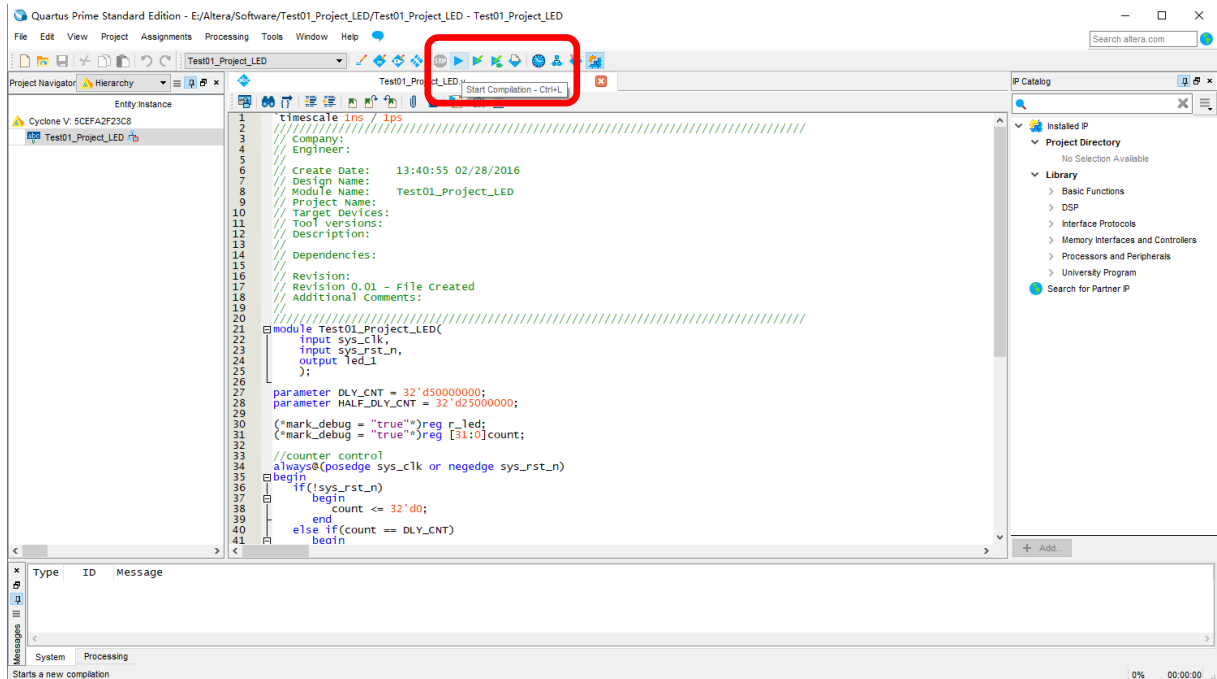 Quartus Prime Standard Edition - E:/Altera/Software/Test01_Project_LED/Test01_Project_LED - Test01_Project_LED
File Edit View Project Assignments Processing Tools Window Help
Search altera.com
Test01_Project_LED
STOP
Project Navigator Hierarchy
Entity:Instance
Cyclone V: 5CEFA2F23C8
abc Test01_Project_LED
Test01_Project_LED.v
Start Compilation - Ctrl+L
1 `timescale 1ns / 1ps
2 //////////////////////////////////////////////////////////////////////////////////
3 // Company:
4 // Engineer:
5 //
6 // Create Date: 13:40:55 02/28/2016
7 // Design Name:
8 // Module Name: Test01_Project_LED
9 // Project Name:
10 // Target Devices:
11 // Tool versions:
12 // Description:
13 //
14 // Dependencies:
15 //
16 // Revision:
17 // Revision 0.01 - File Created
18 // Additional Comments:
19 //
20 //////////////////////////////////////////////////////////////////////////////////
21 module Test01_Project_LED(
22 input sys_clk,
23 input sys_rst_n,
24 output led_1
25 );
26
27 parameter DLY_CNT = 32'd50000000;
28 parameter HALF_DLY_CNT = 32'd25000000;
29
30 (*mark_debug = "true"*)reg r_led;
31 (*mark_debug = "true"*)reg [31:0]count;
32
33 //counter control
34 always@(posedge sys_clk or negedge sys_rst_n)
35 begin
36 if(!sys_rst_n)
37 begin
38 count <= 32'd0;
39 end
40 else if(count == DLY_CNT)
41 begin
IP Catalog
Installed IP
Project Directory
No Selection Available
Library
Basic Functions
DSP
Interface Protocols
Memory Interfaces and Controllers
Processors and Peripherals
University Program
Search for Partner IP
+ Add...
Messages
Type ID Message
System Processing
Starts a new compilation
0% 00:00:00